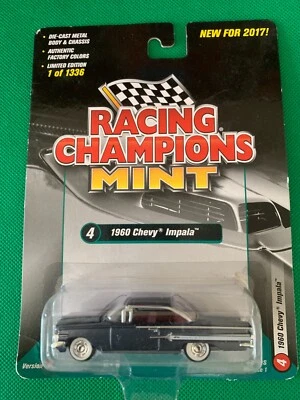 • DIE-CAST METAL
BODY & CHASSIS
• AUTHENTIC
FACTORY COLORS
• LIMITED EDITION
1 of 1336
NEW FOR 2017!
RACING
CHAMPIONS
MINT
4 1960 Chevy® Impala™
4 1960 Chevy® Impala™
Version